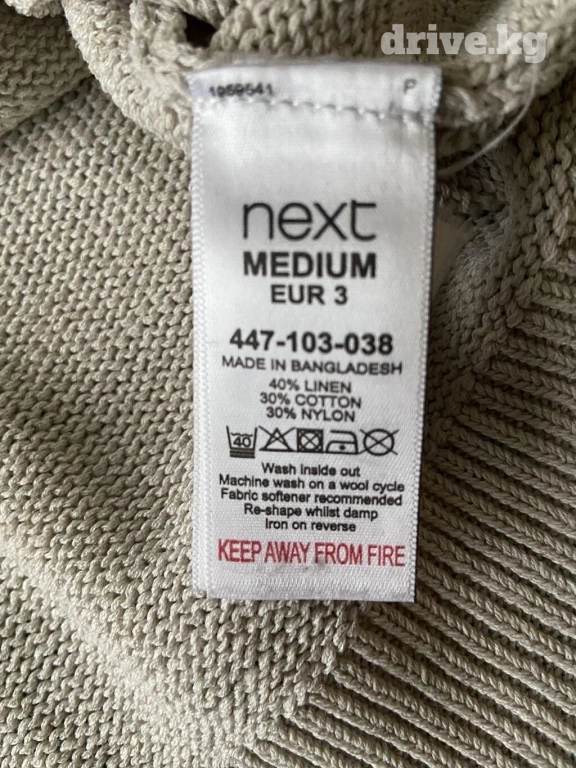 drive.kg
1959541 P
next
MEDIUM
EUR 3
447-103-038
MADE IN BANGLADESH
40% LINEN
30% COTTON
30% NYLON
40
Wash inside out
Machine wash on a wool cycle
Fabric softener recommended
Re-shape whilst damp
Iron on reverse
KEEP AWAY FROM FIRE